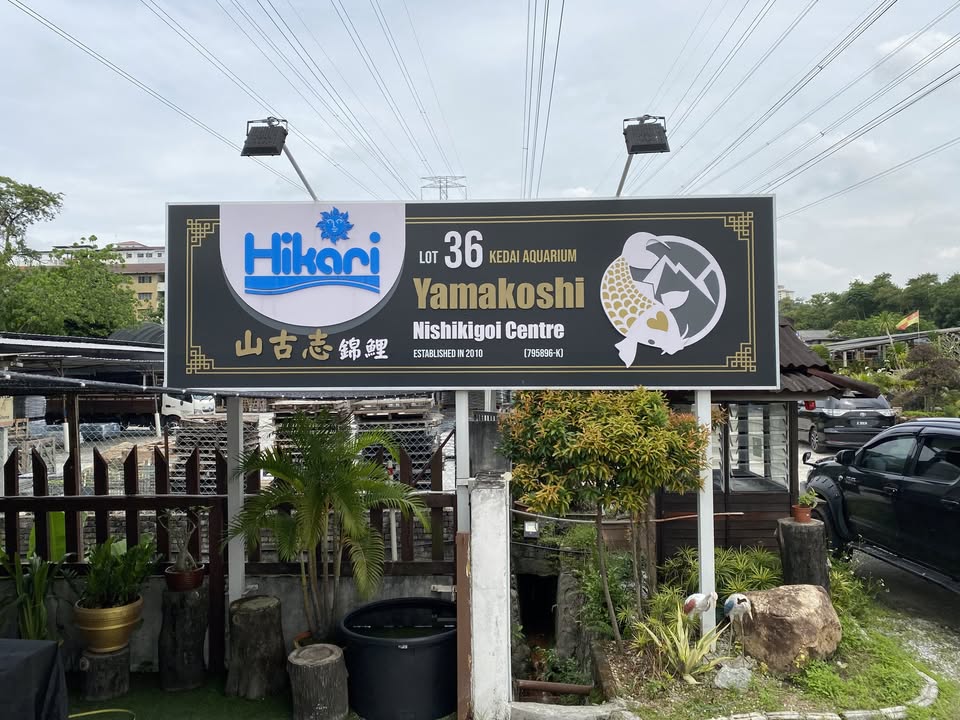 Hikari
山古志錦鯉
LOT 36 KEDAI AQUARIUM
Yamakoshi
Nishikigoi Centre
ESTABLISHED IN 2010 (795896-K)